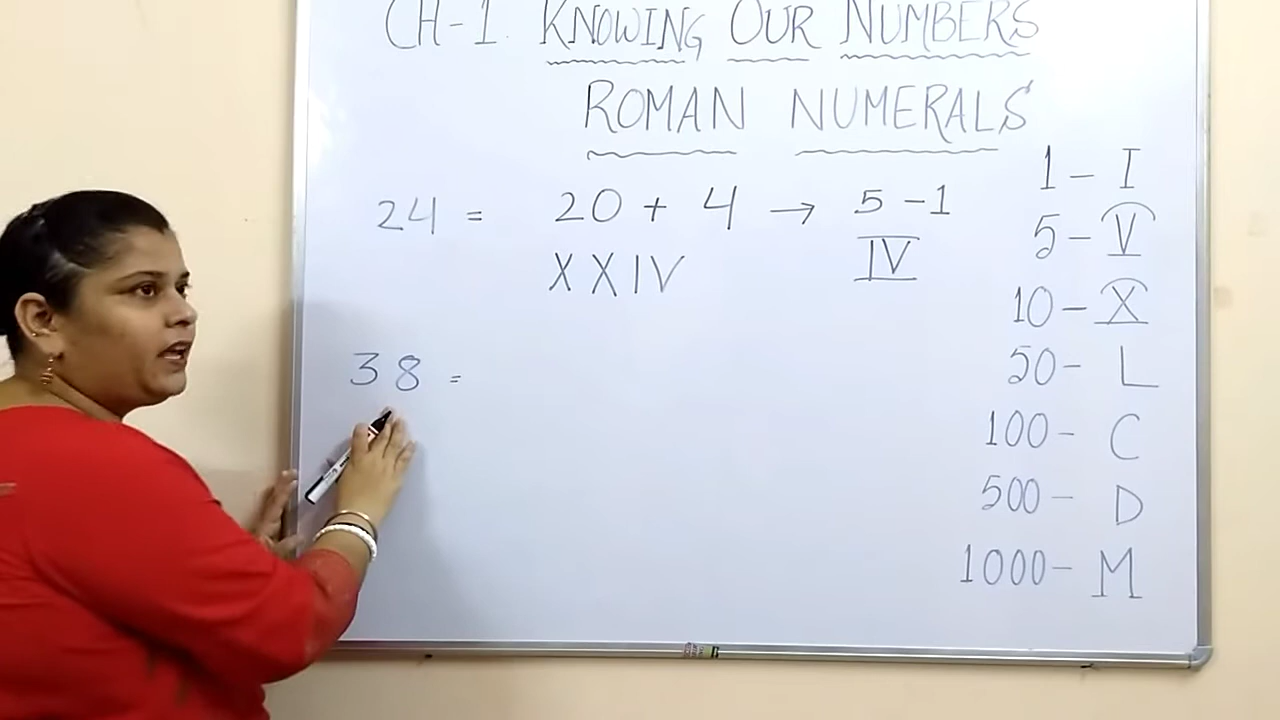 CH-1. KNOWING OUR NUMBERS
ROMAN NUMERALS
24 = 20 + 4 → 5 - 1
XXIV IV
38 =
1 - I
5 - V
10 - X
50 - L
100 - C
500 - D
1000 - M